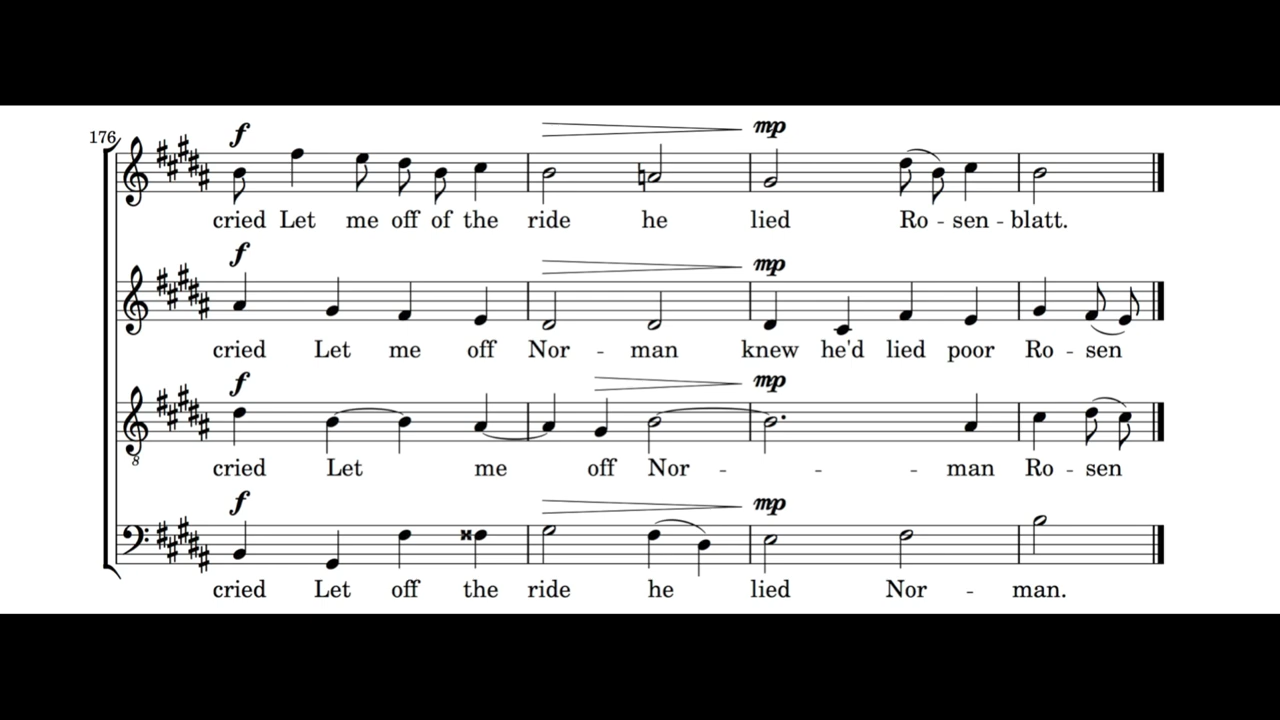 176
f mp
cried Let me off of the ride he lied Ro - sen - blatt.
f mp
cried Let me off Nor - man knew he'd lied poor Ro - sen
f mp
8
cried Let me off Nor - - - man Ro - sen
f mp
cried Let off the ride he lied Nor - man.